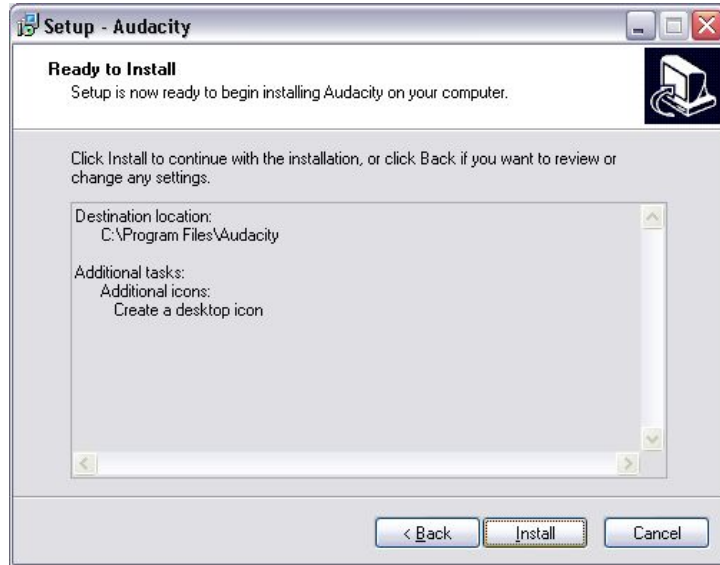 Setup - Audacity
Ready to Install
Setup is now ready to begin installing Audacity on your computer.
Click Install to continue with the installation, or click Back if you want to review or
change any settings.
Destination location:
C:\Program Files\Audacity
Additional tasks:
Additional icons:
Create a desktop icon
< Back
Install
Cancel